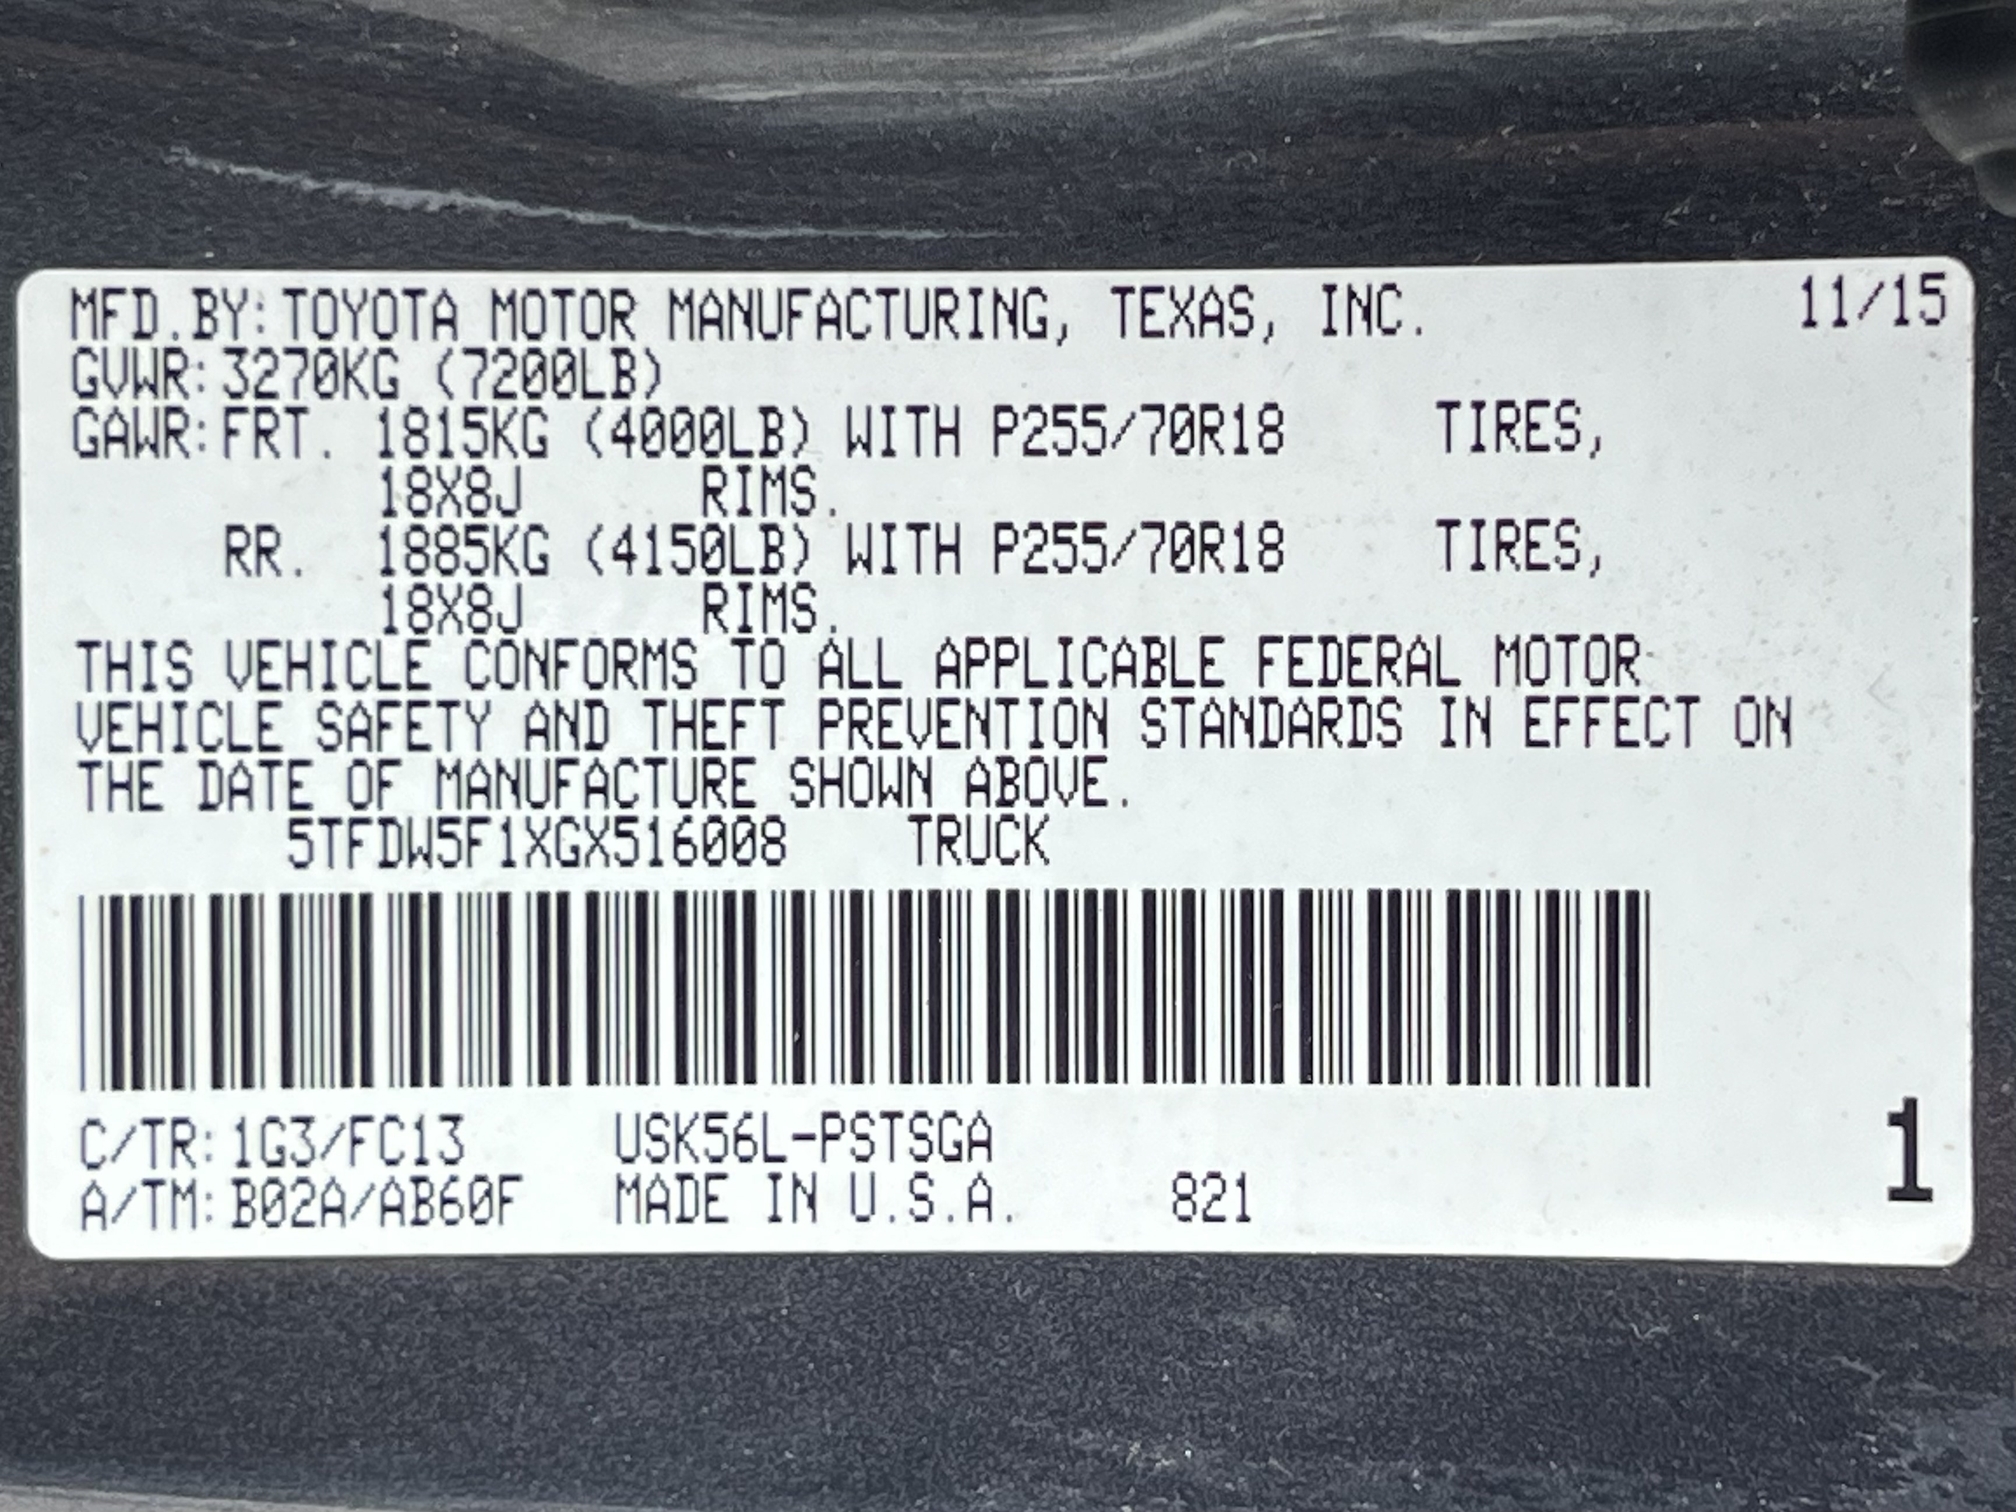 MFD.BY: TOYOTA MOTOR MANUFACTURING, TEXAS, INC. 11/15
GVWR: 3270KG (7200LB)
GAWR: FRT. 1815KG (4000LB) WITH P255/70R18 TIRES,
18X8J RIMS.
RR. 1885KG (4150LB) WITH P255/70R18 TIRES,
18X8J RIMS.
THIS VEHICLE CONFORMS TO ALL APPLICABLE FEDERAL MOTOR
VEHICLE SAFETY AND THEFT PREVENTION STANDARDS IN EFFECT ON
THE DATE OF MANUFACTURE SHOWN ABOVE.
5TFDW5F1XGX516008 TRUCK
C/TR: 1G3/FC13 USK56L-PSTSGA
A/TM: B02A/AB60F MADE IN U.S.A. 821
1